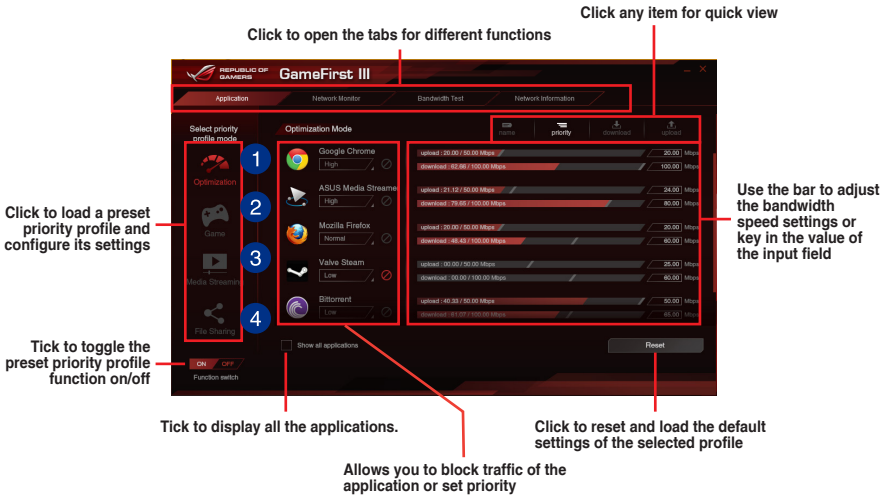 Click any item for quick view
Click to open the tabs for different functions
REPUBLIC OF
GAMERS
GameFirst III
Application
Network Monitor
Bandwidth Test
Network Information
Select priority
profile mode
Optimization Mode
name
priority
download
upload
1
Optimization
2
Game
3
Media Streaming
4
File Sharing
Google Chrome
High
upload : 20.00 / 50.00 Mbps
20.00 Mbps
download : 62.66 / 100.00 Mbps
100.00 Mbps
ASUS Media Streame
High
upload : 21.12 / 50.00 Mbps
24.00 Mbps
download : 79.65 / 100.00 Mbps
80.00 Mbps
Mozilla Firefox
Normal
upload : 20.00 / 50.00 Mbps
20.00 Mbps
download : 48.43 / 100.00 Mbps
60.00 Mbps
Valve Steam
Low
upload : 00.00 / 50.00 Mbps
25.00 Mbps
download : 00.00 / 100.00 Mbps
60.00 Mbps
Bittorrent
Low
upload : 40.33 / 50.00 Mbps
50.00 Mbps
download : 61.07 / 100.00 Mbps
65.00 Mbps
Show all applications
Reset
ON OFF
Function switch
Click to load a preset
priority profile and
configure its settings
Tick to toggle the
preset priority profile
function on/off
Use the bar to adjust
the bandwidth
speed settings or
key in the value of
the input field
Tick to display all the applications.
Click to reset and load the default
settings of the selected profile
Allows you to block traffic of the
application or set priority